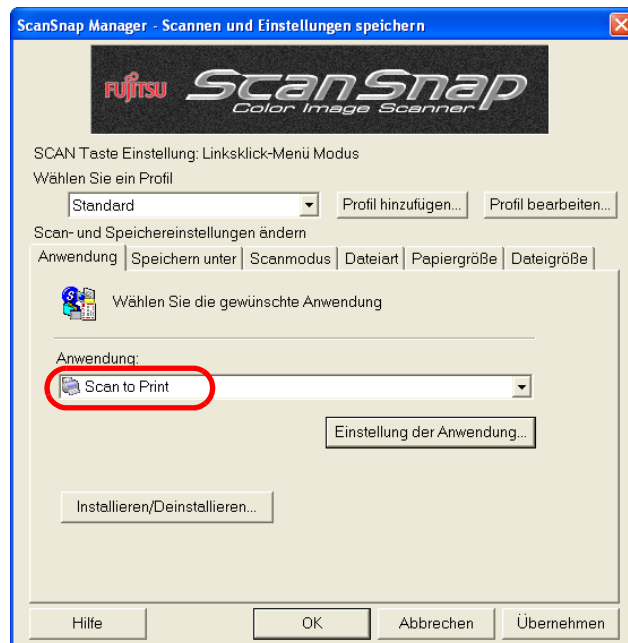 ScanSnap Manager - Scannen und Einstellungen speichern
FUJITSU ScanSnap
Color Image Scanner
SCAN Taste Einstellung: Linksklick-Menü Modus
Wählen Sie ein Profil
Standard Profil hinzufügen... Profil bearbeiten...
Scan- und Speichereinstellungen ändern
Anwendung Speichern unter Scanmodus Dateiart Papiergröße Dateigröße
Wählen Sie die gewünschte Anwendung
Anwendung:
Scan to Print
Einstellung der Anwendung...
Installieren/Deinstallieren...
Hilfe OK Abbrechen Übernehmen